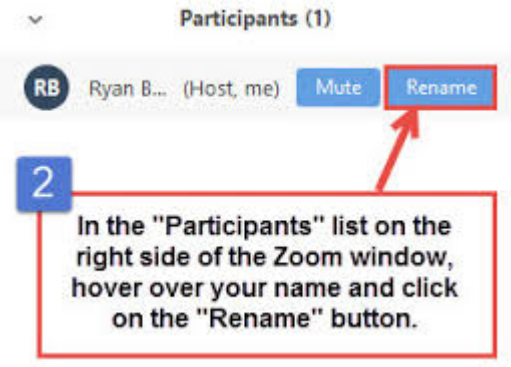 Participants (1)
RB Ryan B... (Host, me) Mute Rename
2
In the "Participants" list on the
right side of the Zoom window,
hover over your name and click
on the "Rename" button.